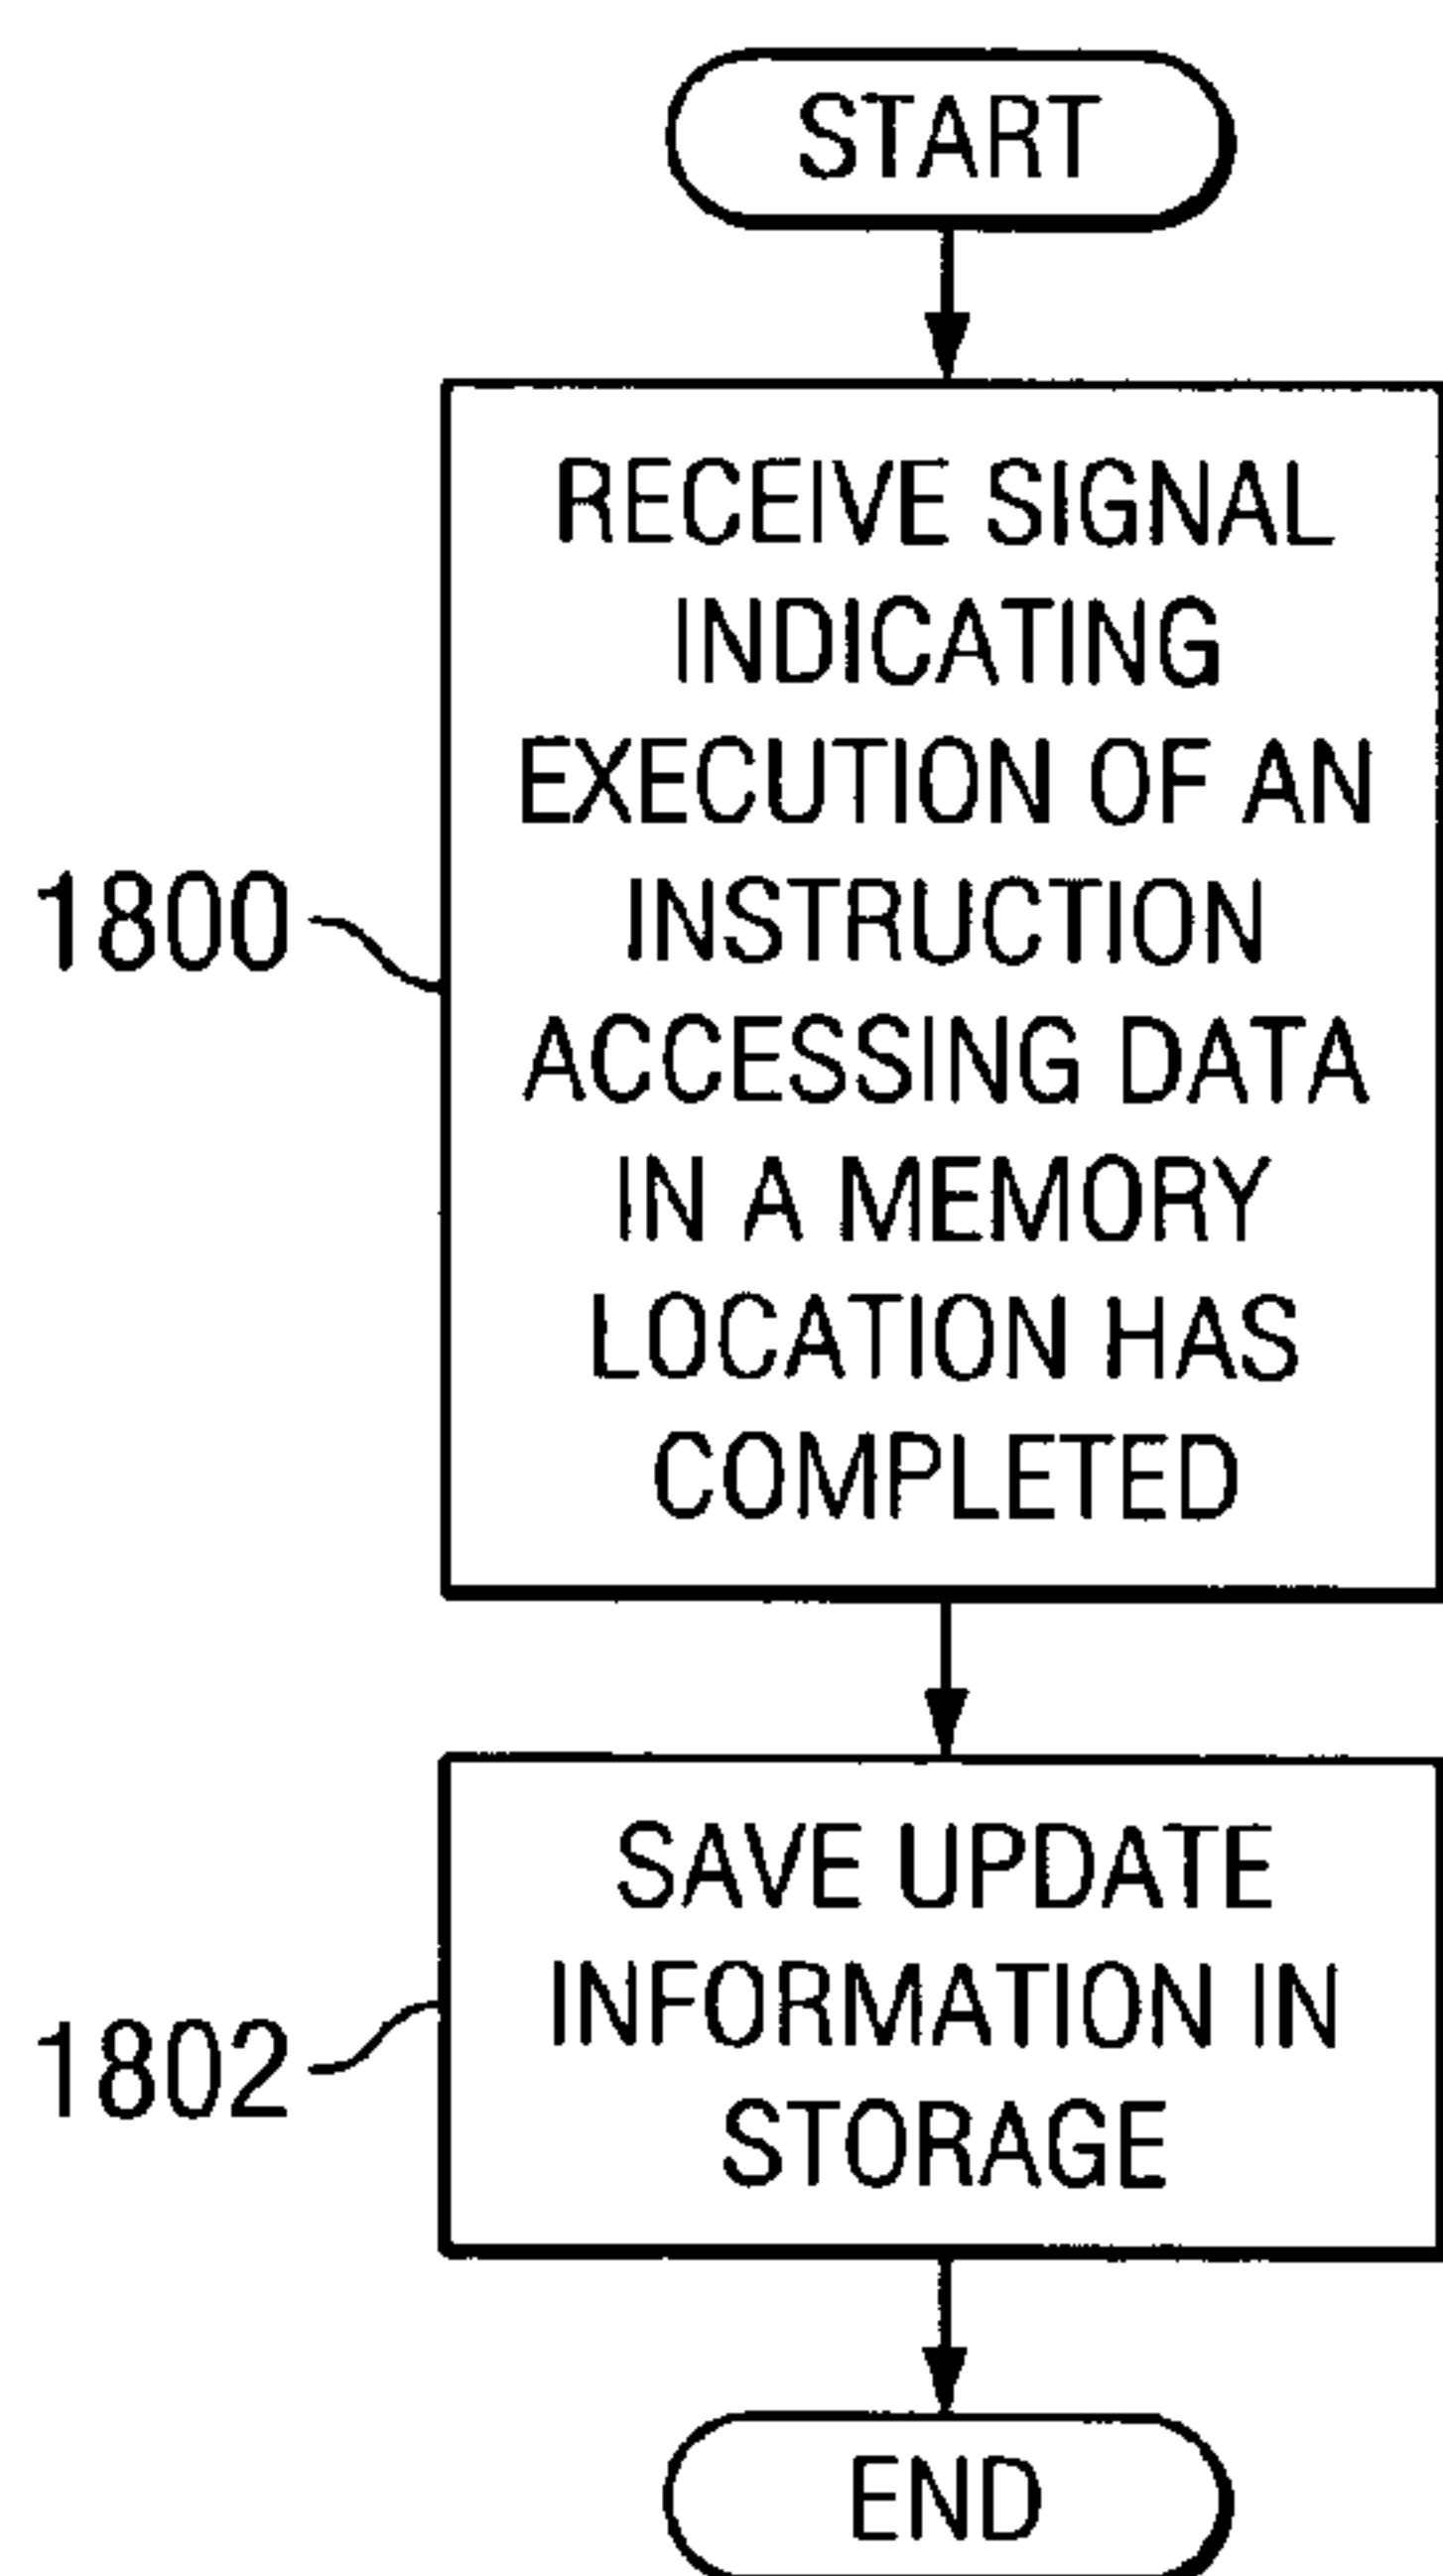 START
RECEIVE SIGNAL
INDICATING
EXECUTION OF AN
INSTRUCTION
1800
ACCESSING DATA
IN A MEMORY
LOCATION HAS
COMPLETED
SAVE UPDATE
INFORMATION IN
1802
STORAGE
END